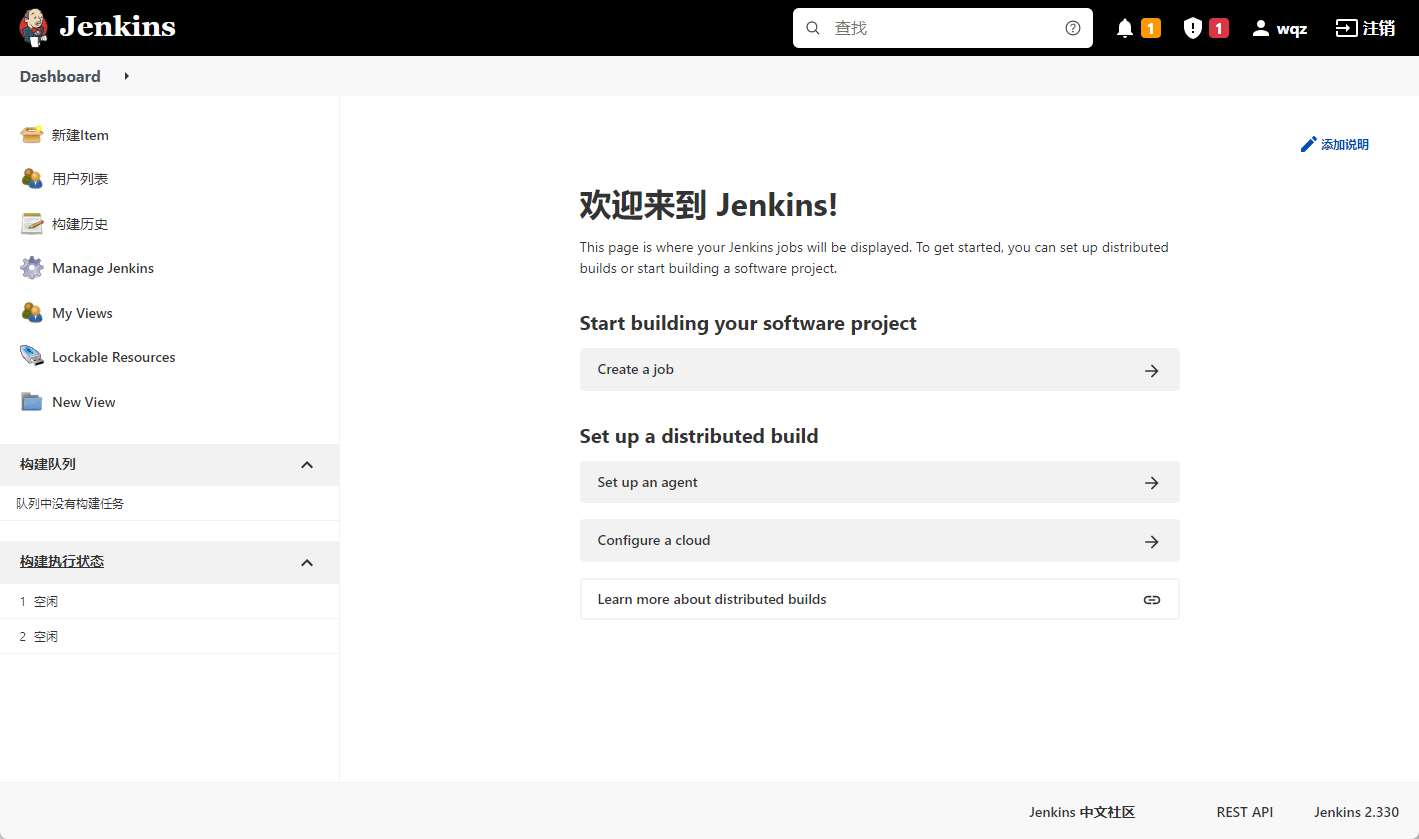 Jenkins
查找
1
1
wqz
注销
Dashboard
新建Item
用户列表
构建历史
Manage Jenkins
My Views
Lockable Resources
New View
构建队列
队列中没有构建任务
构建执行状态
1 空闲
2 空闲
添加说明
欢迎来到 Jenkins!
This page is where your Jenkins jobs will be displayed. To get started, you can set up distributed
builds or start building a software project.
Start building your software project
Create a job
Set up a distributed build
Set up an agent
Configure a cloud
Learn more about distributed builds
Jenkins 中文社区
REST API
Jenkins 2.330